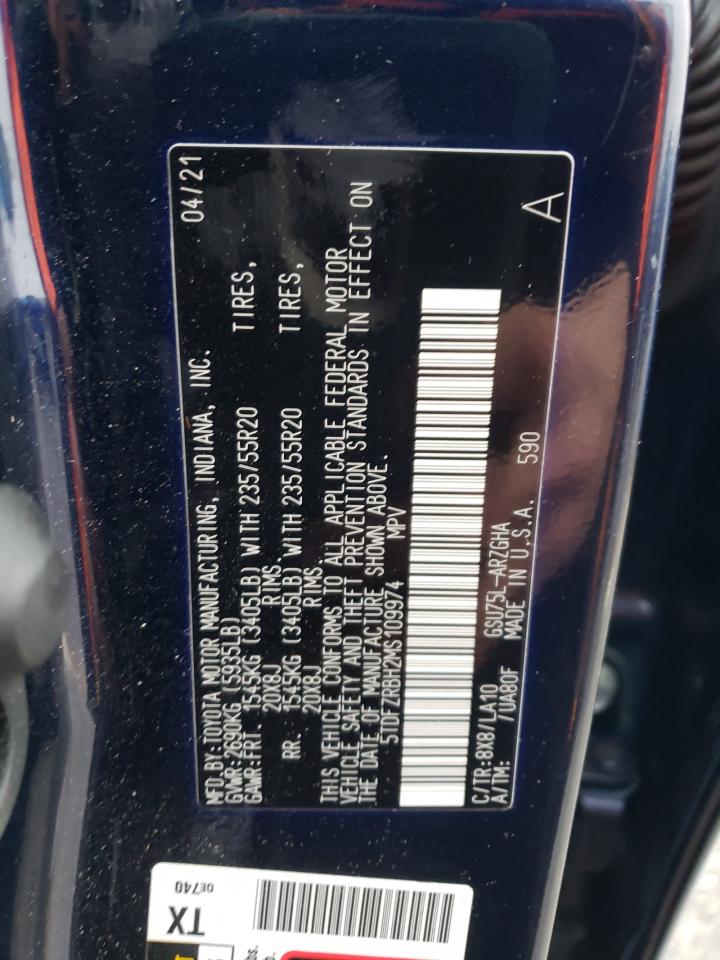 MFD.BY:TOYOTA MOTOR MANUFACTURING, INDIANA, INC. 04/21
GVWR:2690KG (5935LB)
GAWR:FRT 1545KG (3405LB) WITH 235/55R20 TIRES,
20X8J RIMS.
RR. 1545KG (3405LB) WITH 235/55R20 TIRES,
20X8J RIMS.
THIS VEHICLE CONFORMS TO ALL APPLICABLE FEDERAL MOTOR
VEHICLE SAFETY AND THEFT PREVENTION STANDARDS IN EFFECT ON
THE DATE OF MANUFACTURE SHOWN ABOVE.
5TDFZRBH2MS109974 MPV
C/TR:8X8/LA10 GSU75L-ARZGHA
A/TM: /UA80F MADE IN U.S.A. 590 A
TX
0E740